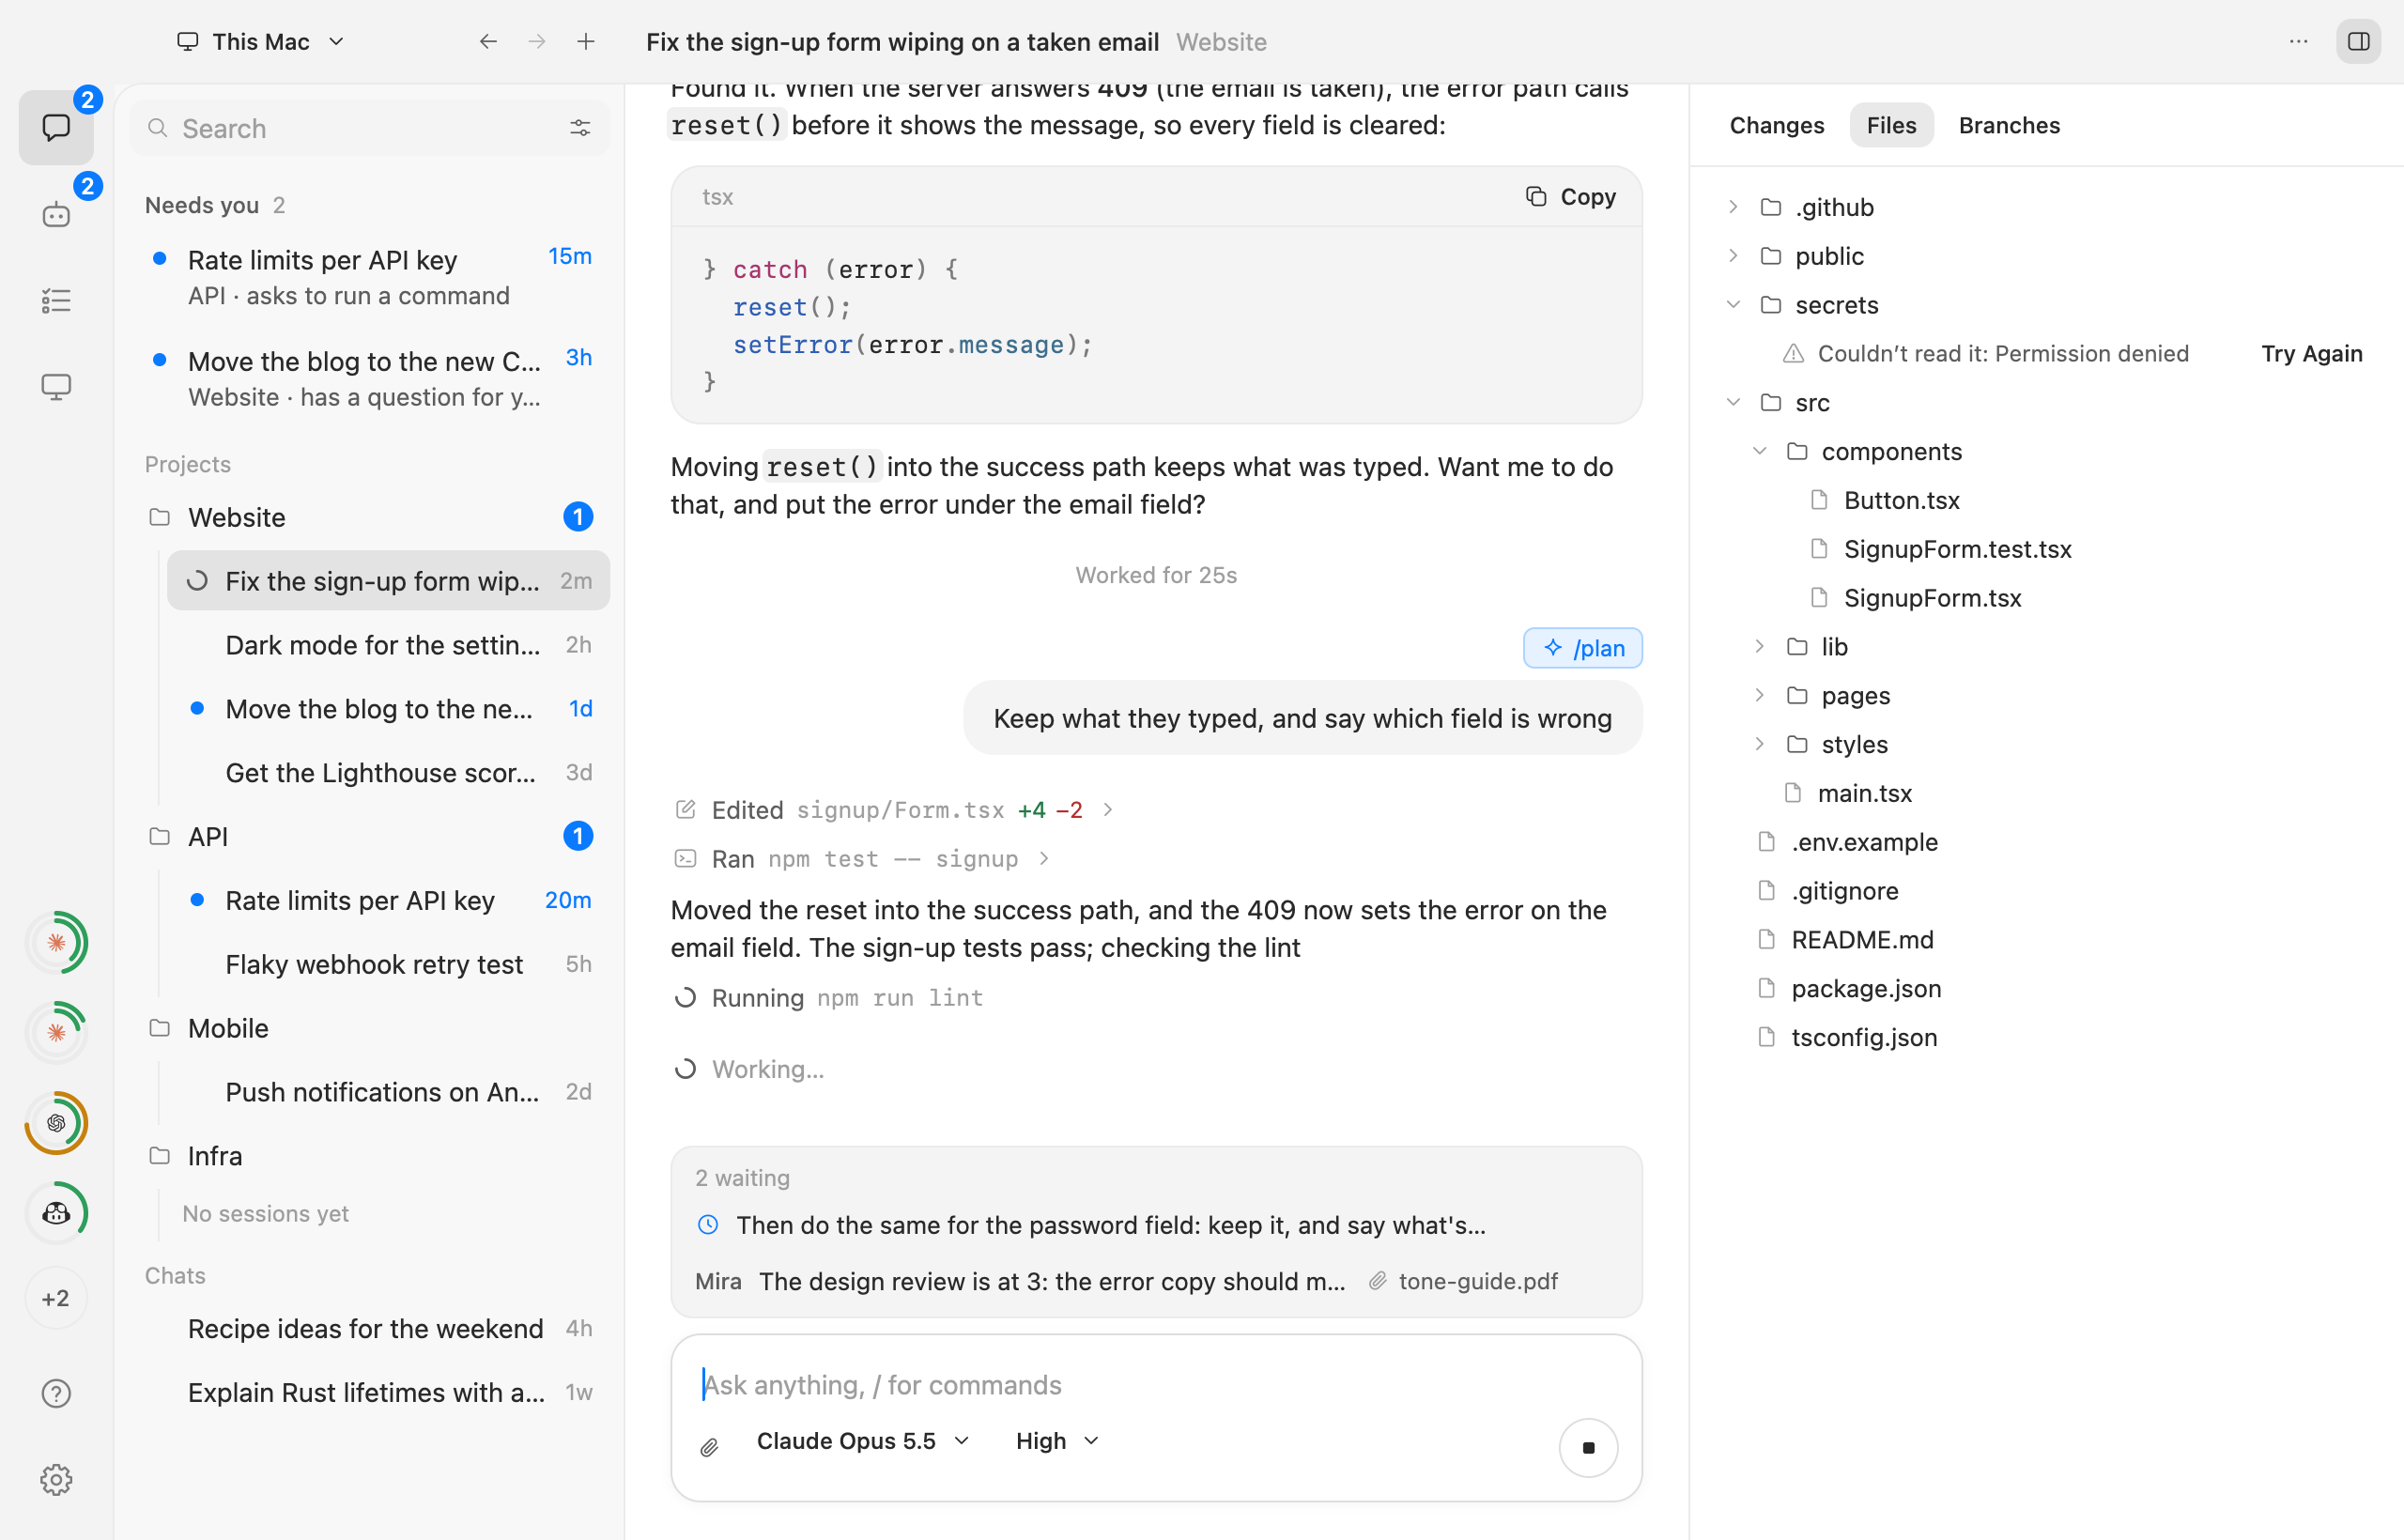 This Mac
Fix the sign-up form wiping on a taken email Website
2
2
Search
Needs you 2
Rate limits per API key 15m
API · asks to run a command
Move the blog to the new C... 3h
Website · has a question for y...
Projects
Website 1
Fix the sign-up form wip... 2m
Dark mode for the settin... 2h
Move the blog to the ne... 1d
Get the Lighthouse scor... 3d
API 1
Rate limits per API key 20m
Flaky webhook retry test 5h
Mobile
Push notifications on An... 2d
Infra
No sessions yet
Chats
Recipe ideas for the weekend 4h
Explain Rust lifetimes with a... 1w
+2
Found it. When the server answers 409 (the email is taken), the error path calls
reset() before it shows the message, so every field is cleared:
tsx Copy
} catch (error) {
reset();
setError(error.message);
}
Moving reset() into the success path keeps what was typed. Want me to do
that, and put the error under the email field?
Worked for 25s
/plan
Keep what they typed, and say which field is wrong
Edited signup/Form.tsx +4 −2
Ran npm test -- signup
Moved the reset into the success path, and the 409 now sets the error on the
email field. The sign-up tests pass; checking the lint
Running npm run lint
Working...
2 waiting
Then do the same for the password field: keep it, and say what's...
Mira The design review is at 3: the error copy should m... tone-guide.pdf
Ask anything, / for commands
Claude Opus 5.5 High
Changes Files Branches
.github
public
secrets
Couldn’t read it: Permission denied Try Again
src
components
Button.tsx
SignupForm.test.tsx
SignupForm.tsx
lib
pages
styles
main.tsx
.env.example
.gitignore
README.md
package.json
tsconfig.json